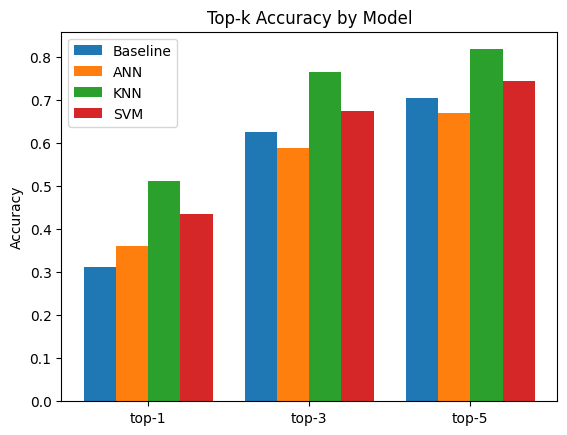 Top-k Accuracy by Model
Baseline
ANN
KNN
SVM
Accuracy
0.8
0.7
0.6
0.5
0.4
0.3
0.2
0.1
0.0
top-1 top-3 top-5